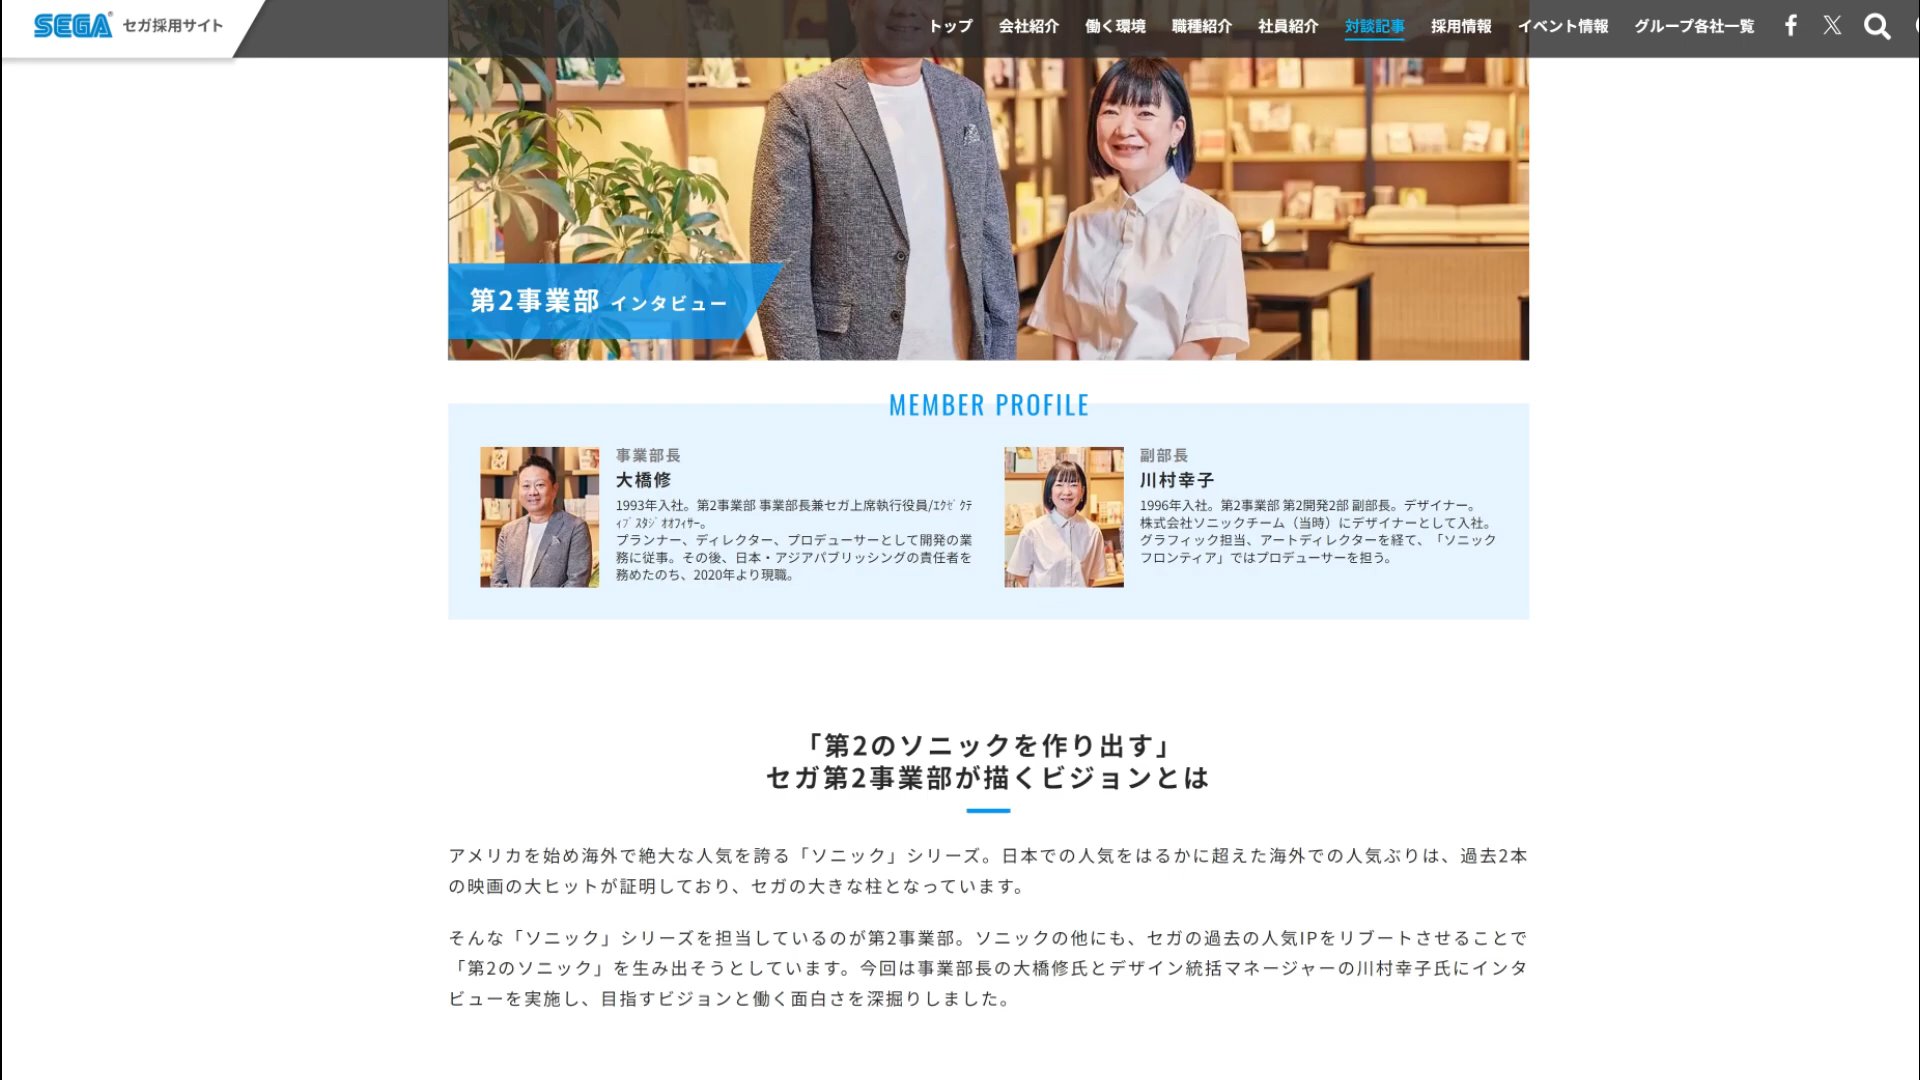 SEGA® セガ採用サイト
トップ 会社紹介 働く環境 職種紹介 社員紹介 対談記事 採用情報 イベント情報 グループ各社一覧
第2事業部 インタビュー
MEMBER PROFILE
事業部長
大橋修
1993年入社。第2事業部 事業部長兼セガ上席執行役員/ｴｸｾﾞｸﾃ
ｨﾌﾞ ｽﾀｼﾞｵｵﾌｨｻｰ。
プランナー、ディレクター、プロデューサーとして開発の業
務に従事。その後、日本・アジアパブリッシングの責任者を
務めたのち、2020年より現職。
副部長
川村幸子
1996年入社。第2事業部 第2開発2部 副部長。デザイナー。
株式会社ソニックチーム（当時）にデザイナーとして入社。
グラフィック担当、アートディレクターを経て、「ソニック
フロンティア」ではプロデューサーを担う。
「第2のソニックを作り出す」
セガ第2事業部が描くビジョンとは
アメリカを始め海外で絶大な人気を誇る「ソニック」シリーズ。日本での人気をはるかに超えた海外での人気ぶりは、過去2本
の映画の大ヒットが証明しており、セガの大きな柱となっています。
そんな「ソニック」シリーズを担当しているのが第2事業部。ソニックの他にも、セガの過去の人気IPをリブートさせることで
「第2のソニック」を生み出そうとしています。今回は事業部長の大橋修氏とデザイン統括マネージャーの川村幸子氏にインタ
ビューを実施し、目指すビジョンと働く面白さを深掘りしました。